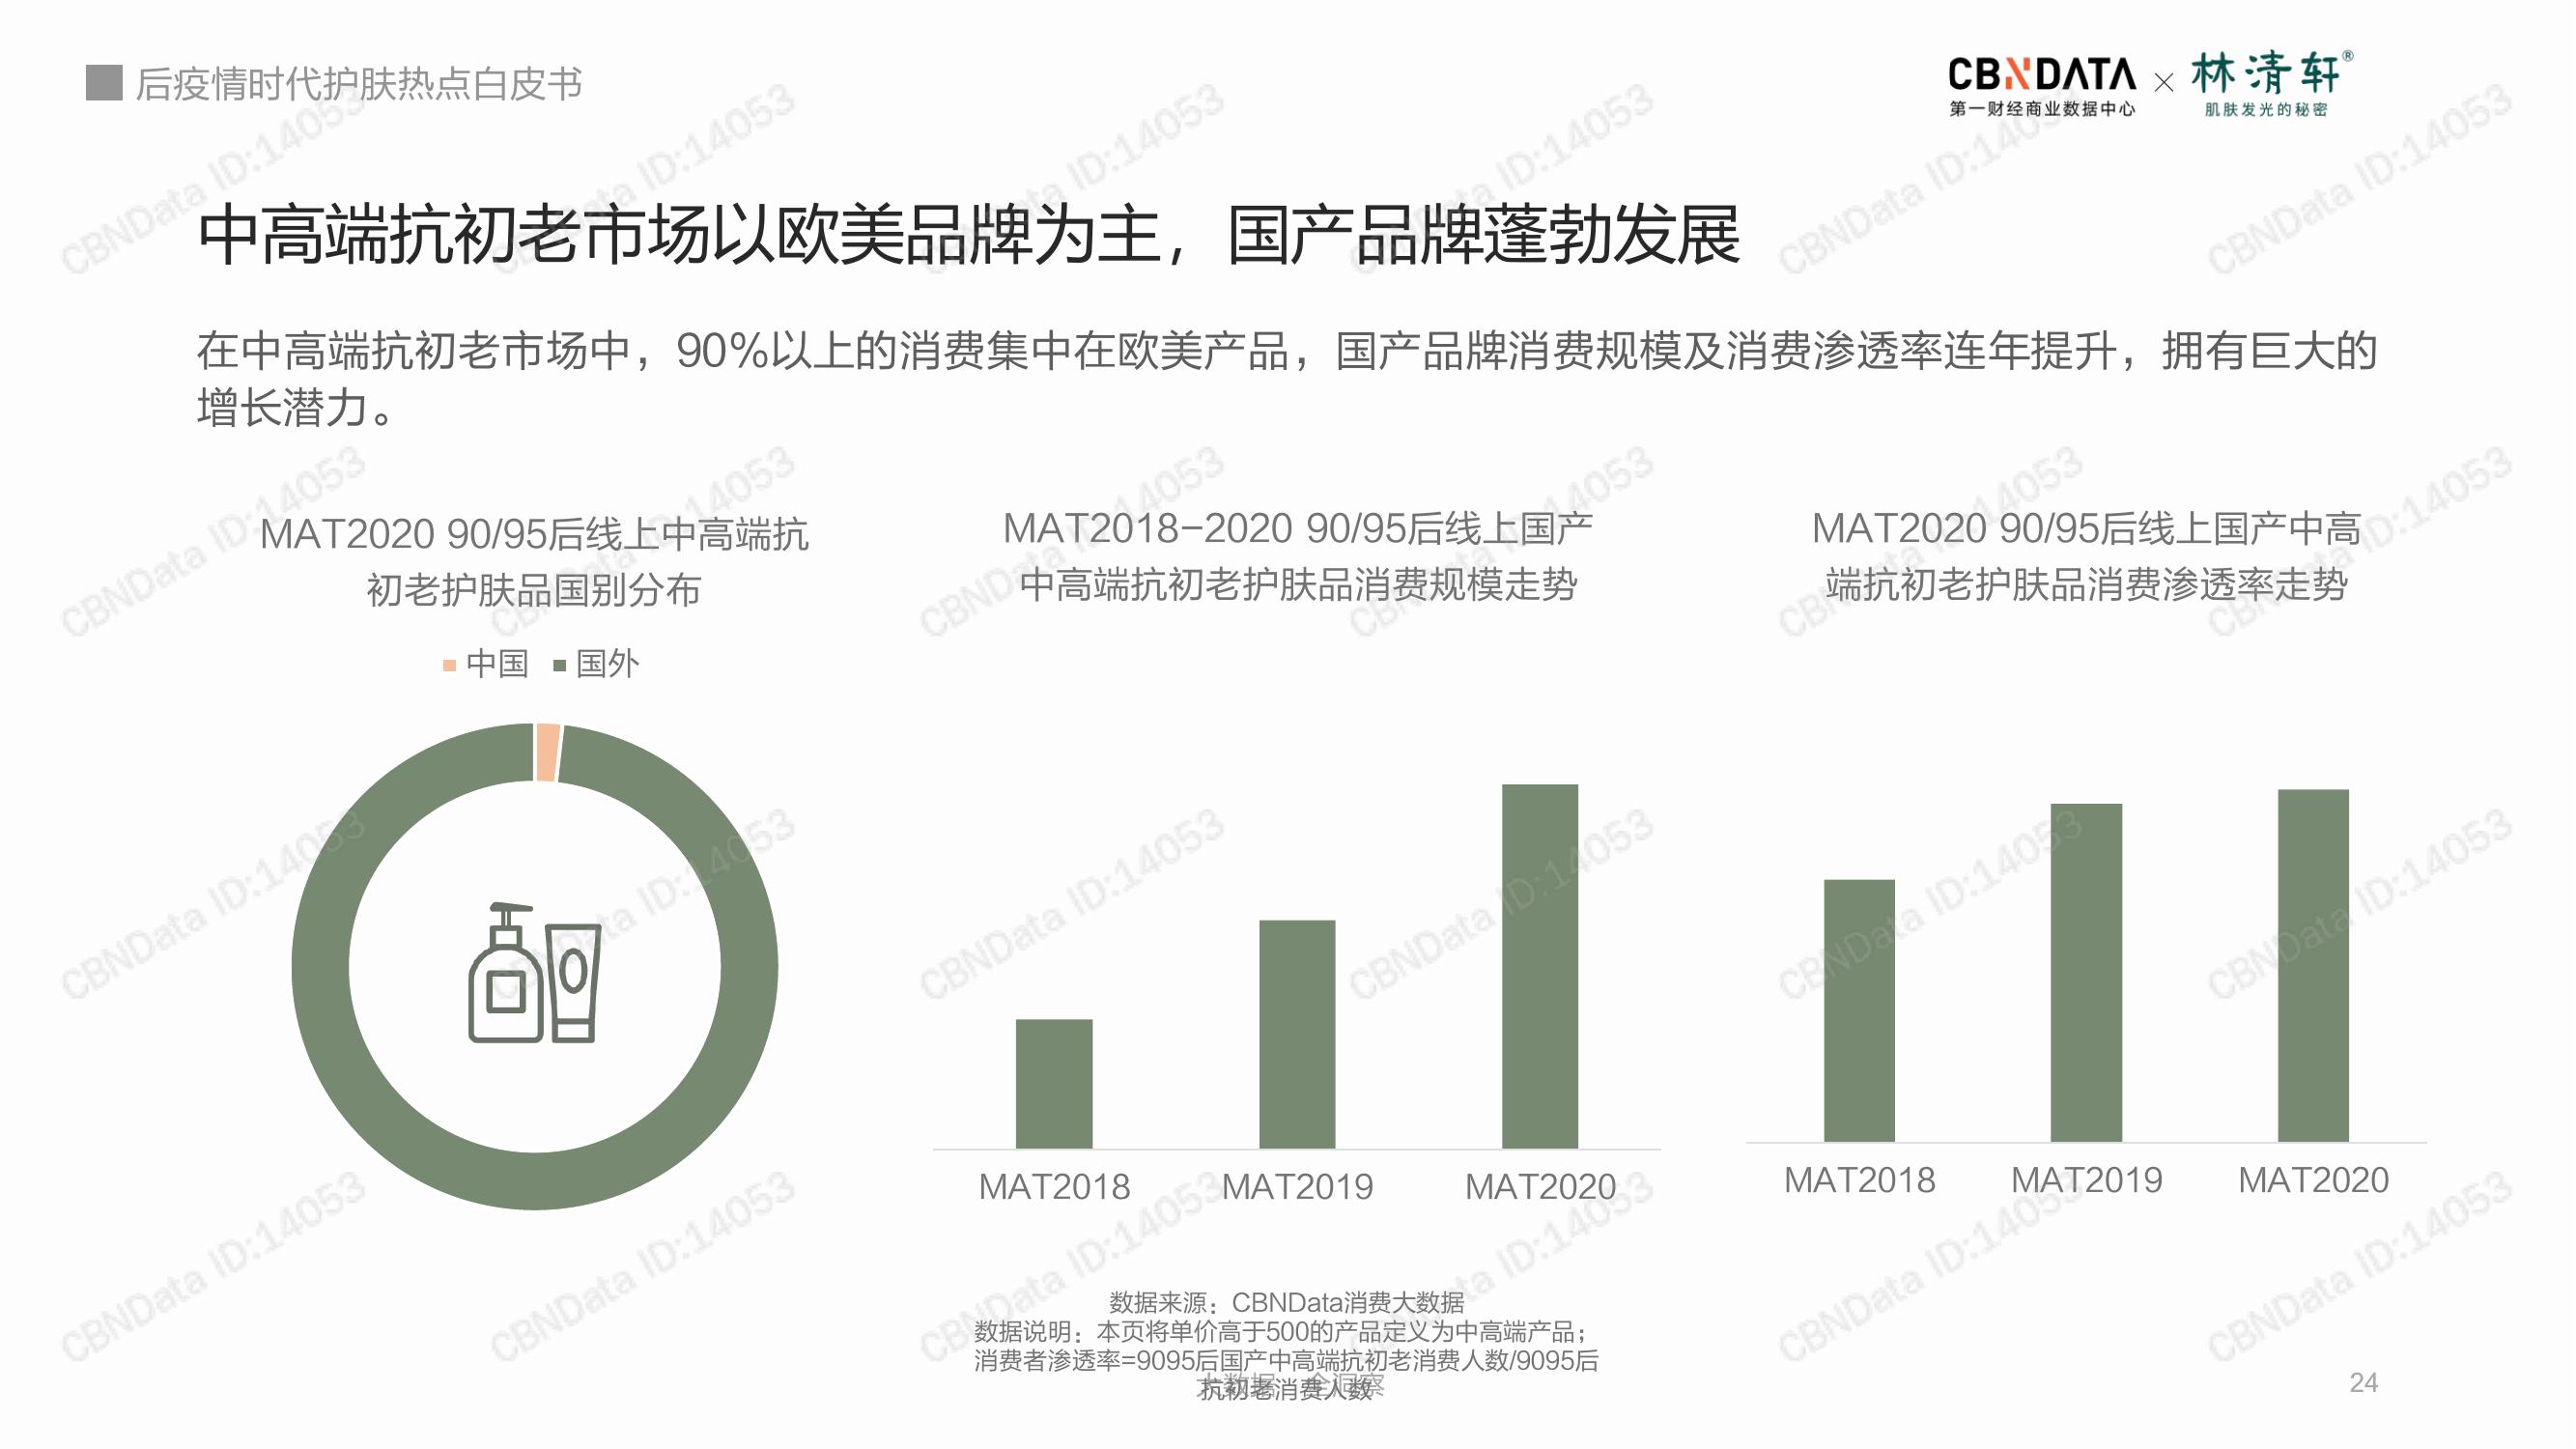 后疫情时代护肤热点白皮书
CBNDATA × 林清轩®
第一财经商业数据中心 肌肤发光的秘密
中高端抗初老市场以欧美品牌为主，国产品牌蓬勃发展
在中高端抗初老市场中，90%以上的消费集中在欧美产品，国产品牌消费规模及消费渗透率连年提升，拥有巨大的
增长潜力。
MAT2020 90/95后线上中高端抗
初老护肤品国别分布
中国 国外
MAT2018-2020 90/95后线上国产
中高端抗初老护肤品消费规模走势
MAT2018 MAT2019 MAT2020
MAT2020 90/95后线上国产中高
端抗初老护肤品消费渗透率走势
MAT2018 MAT2019 MAT2020
数据来源：CBNData消费大数据
数据说明：本页将单价高于500的产品定义为中高端产品；
消费者渗透率=9095后国产中高端抗初老消费人数/9095后
抗初老消费人数
大数据 全洞察
24
CBNData ID:14053